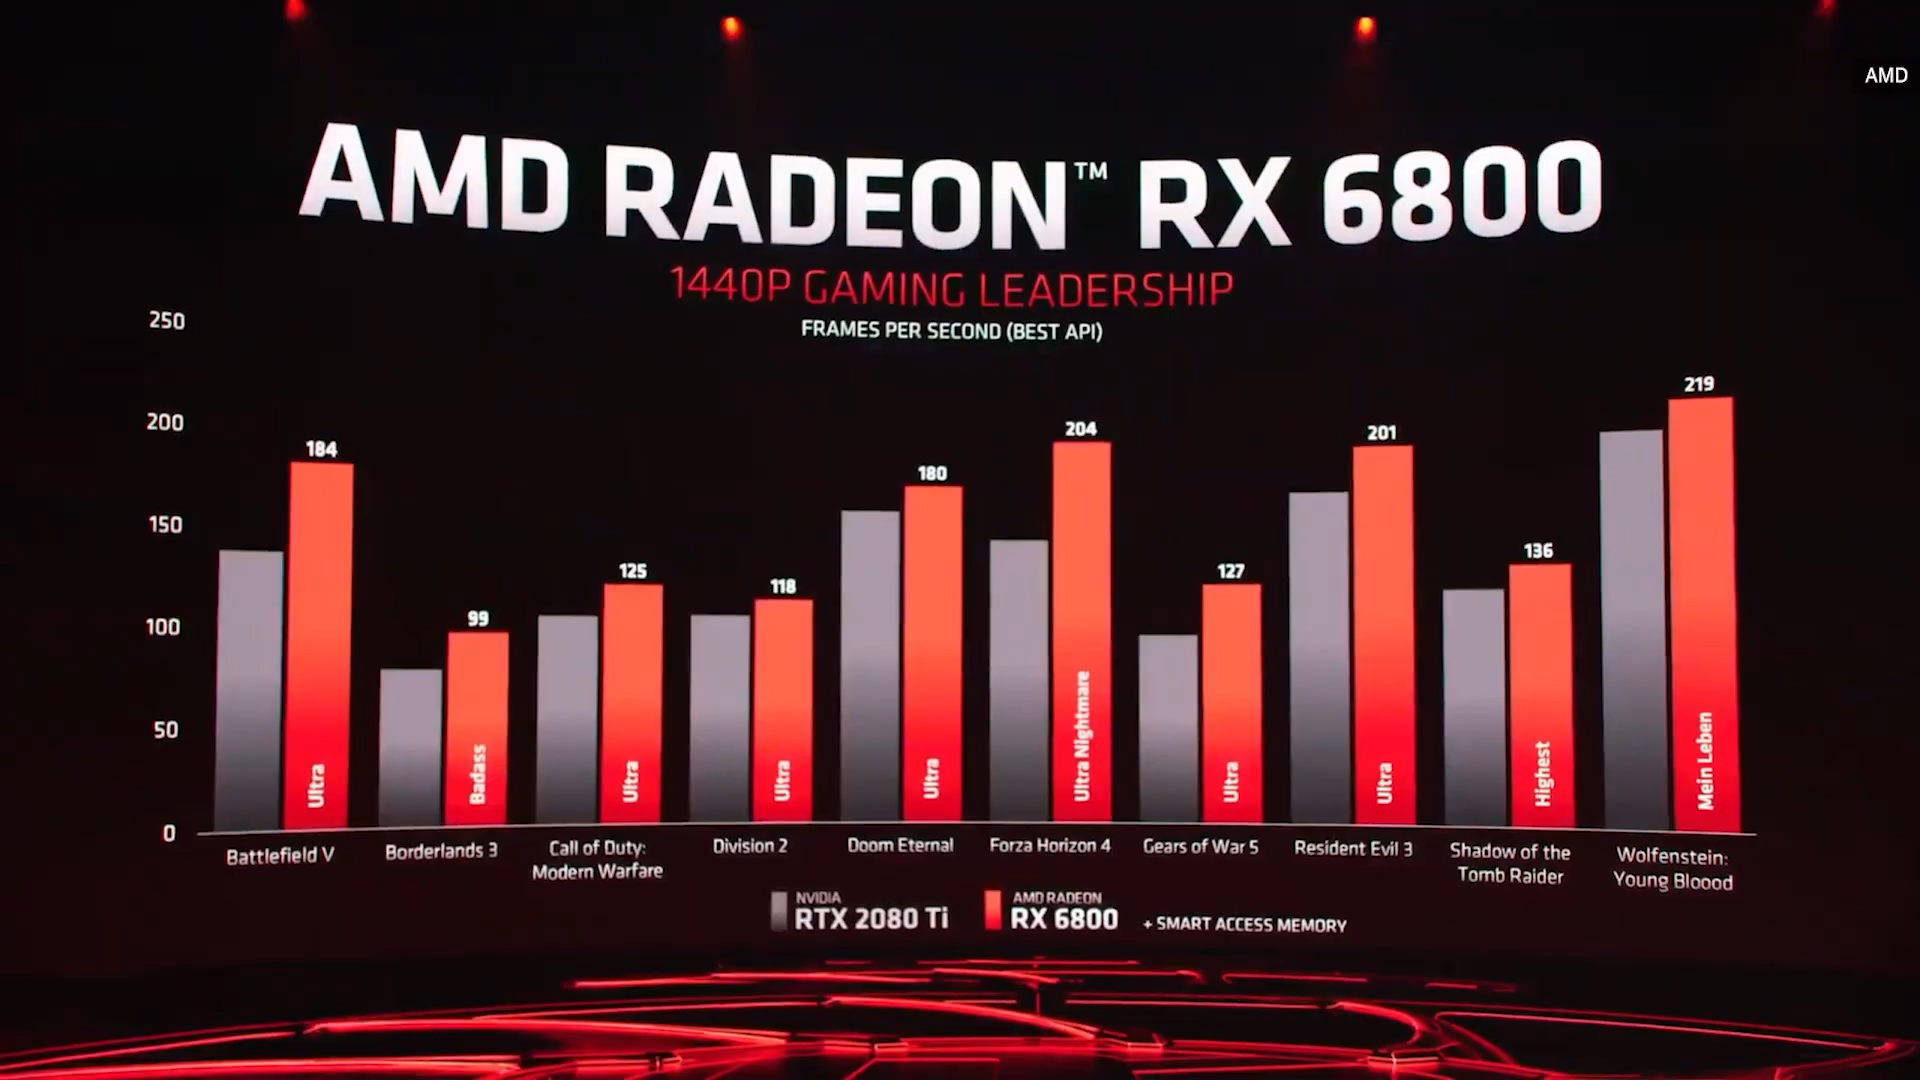 AMD
AMD RADEON™ RX 6800
1440P GAMING LEADERSHIP
FRAMES PER SECOND (BEST API)
250
200
150
100
50
0
184
99
125
118
180
204
127
201
136
219
Ultra
Badass
Ultra
Ultra
Ultra
Ultra Nightmare
Ultra
Ultra
Highest
Mein Leben
Battlefield V
Borderlands 3
Call of Duty:
Modern Warfare
Division 2
Doom Eternal
Forza Horizon 4
Gears of War 5
Resident Evil 3
Shadow of the
Tomb Raider
Wolfenstein:
Young Bloood
NVIDIA
RTX 2080 Ti
AMD RADEON
RX 6800
+ SMART ACCESS MEMORY